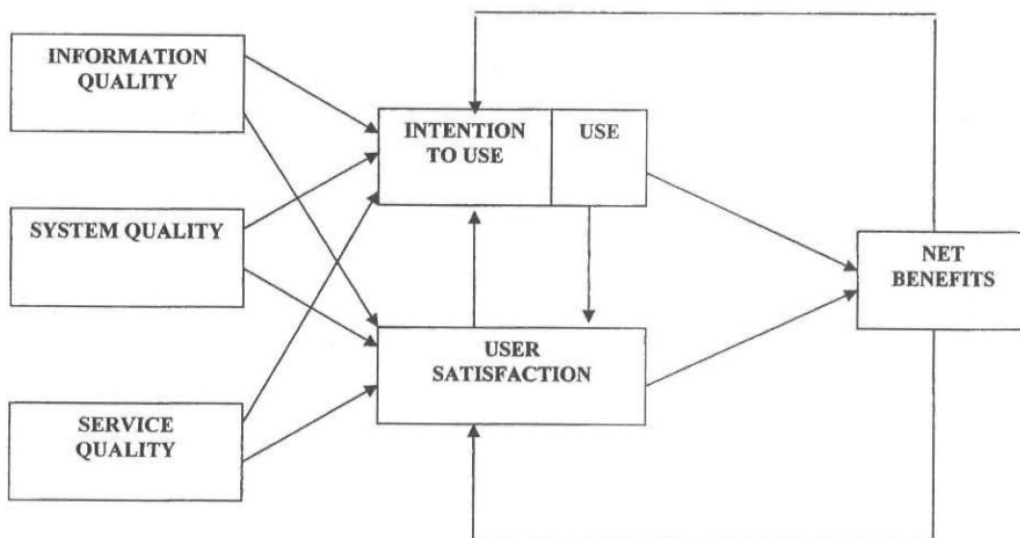 INFORMATION
QUALITY
SYSTEM QUALITY
SERVICE
QUALITY
INTENTION
TO USE
USE
USER
SATISFACTION
NET
BENEFITS